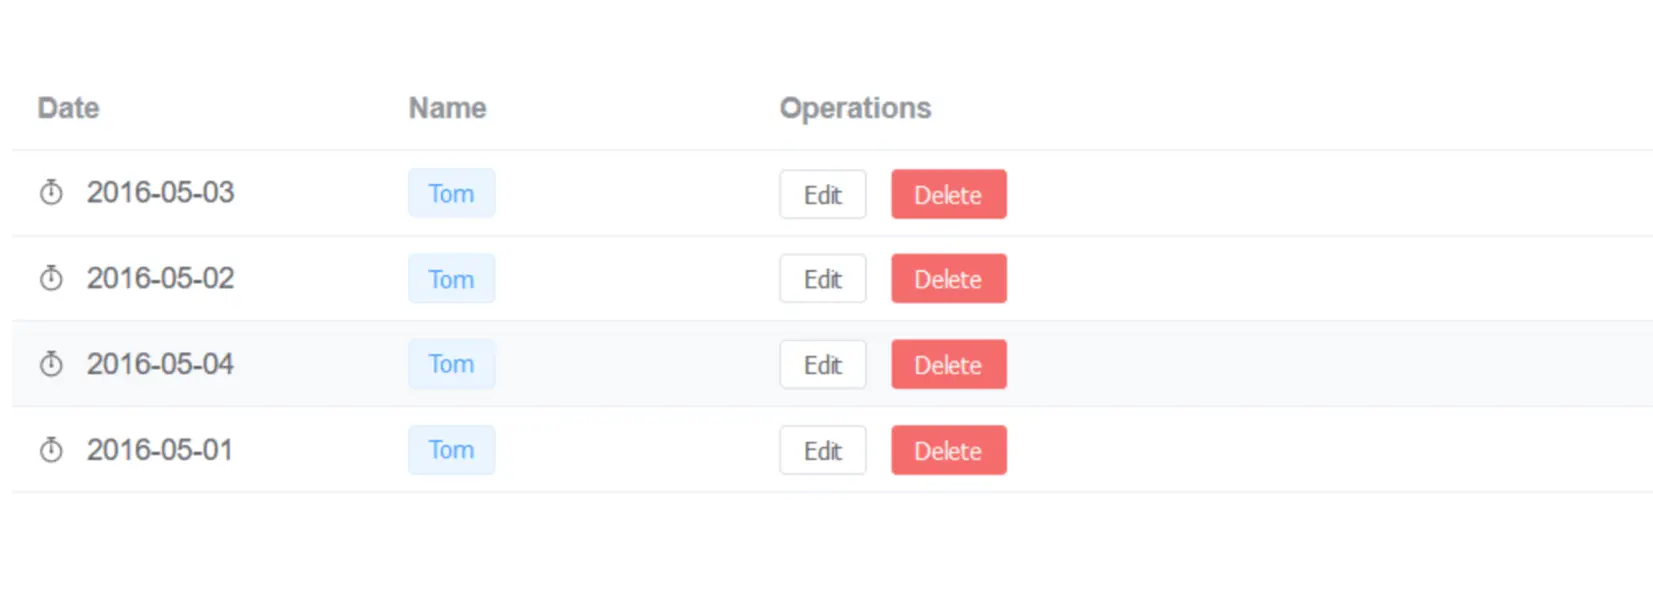 Date Name Operations
2016-05-03 Tom Edit Delete
2016-05-02 Tom Edit Delete
2016-05-04 Tom Edit Delete
2016-05-01 Tom Edit Delete